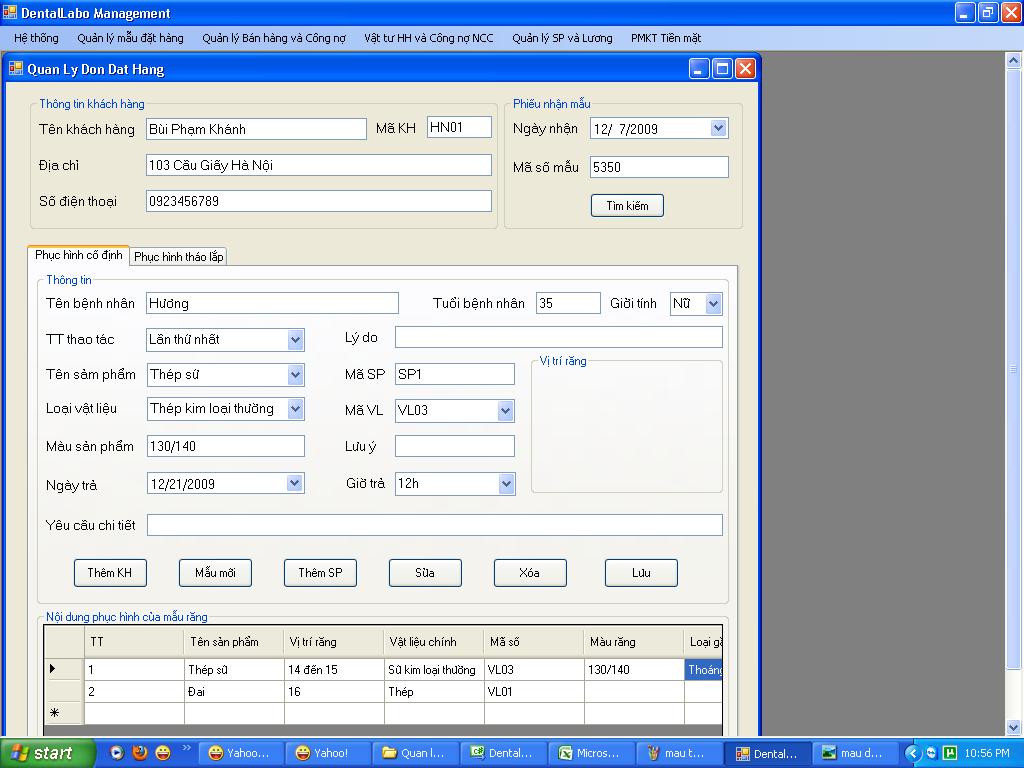 DentalLabo Management
Hệ thống Quản lý mẫu đặt hàng Quản lý Bán hàng và Công nợ Vật tư HH và Công nợ NCC Quản lý SP và Lương PMKT Tiền mặt
Quan Ly Don Dat Hang
Thông tin khách hàng
Tên khách hàng Bùi Phạm Khánh Mã KH HN01
Địa chỉ 103 Cầu Giấy Hà Nội
Số điện thoại 0923456789
Phiếu nhận mẫu
Ngày nhận 12/ 7/2009
Mã số mẫu 5350
Tìm kiếm
Phục hình cố định Phục hình tháo lắp
Thông tin
Tên bệnh nhân Hương Tuổi bệnh nhân 35 Giới tính Nữ
TT thao tác Lần thứ nhất Lý do
Tên sảm phẩm Thép sứ Mã SP SP1 Vị trí răng
Loại vật liệu Thép kim loại thường Mã VL VL03
Màu sản phẩm 130/140 Lưu ý
Ngày trả 12/21/2009 Giờ trả 12h
Yêu cầu chi tiết
Thêm KH Mẫu mới Thêm SP Sửa Xóa Lưu
Nội dung phục hình của mẫu răng
TT Tên sản phẩm Vị trí răng Vật liệu chính Mã số Màu răng Loại
1 Thép sứ 14 đến 15 Sứ kim loại thường VL03 130/140 Thoáng
2 Đai 16 Thép VL01
start Yahoo... Yahoo! Quan l... Dental... Micros... mau t... Dental... mau d... 10:56 PM